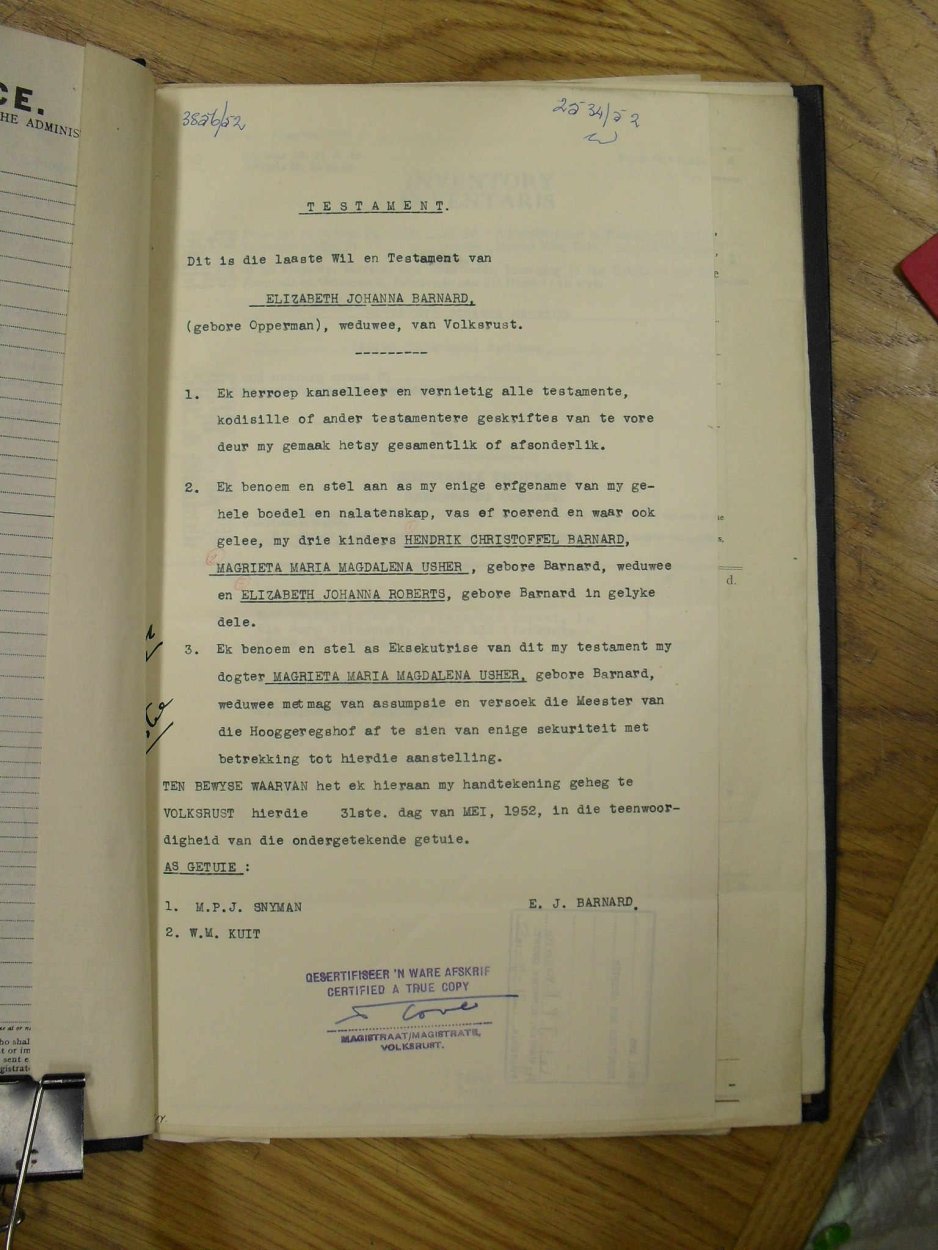 CE.
HE ADMINIS
3856/52
2534/52
TESTAMENT.
Dit is die laaste Wil en Testament van
ELIZABETH JOHANNA BARNARD,
(gebore Opperman), weduwee, van Volksrust.
---------
1. Ek herroep kanselleer en vernietig alle testamente,
kodisille of ander testamentere geskriftes van te vore
deur my gemaak hetsy gesamentlik of afsonderlik.
2. Ek benoem en stel aan as my enige erfgename van my ge-
hele boedel en nalatenskap, vas ef roerend en waar ook
gelee, my drie kinders HENDRIK CHRISTOFFEL BARNARD,
MAGRIETA MARIA MAGDALENA USHER , gebore Barnard, weduwee
en ELIZABETH JOHANNA ROBERTS, gebore Barnard in gelyke
dele.
3. Ek benoem en stel as Eksekutrise van dit my testament my
dogter MAGRIETA MARIA MAGDALENA USHER, gebore Barnard,
weduwee met mag van assumpsie en versoek die Meester van
die Hooggeregshof af te sien van enige sekuriteit met
betrekking tot hierdie aanstelling.
TEN BEWYSE WAARVAN het ek hieraan my handtekening geheg te
VOLKSRUST hierdie 31ste. dag van MEI, 1952, in die teenwoor-
digheid van die ondergetekende getuie.
AS GETUIE :
1. M.P.J. SNYMAN
E. J. BARNARD.
2. W.M. KUIT
GESERTIFISEER 'N WARE AFSKRIF
CERTIFIED A TRUE COPY
MAGISTRAAT/MAGISTRATE,
VOLKSRUST.